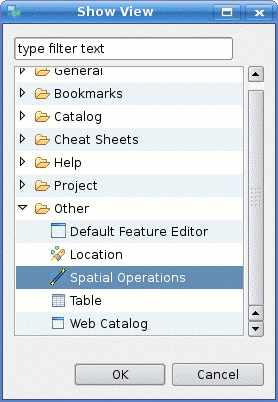 Show View
type filter text
General
Bookmarks
Catalog
Cheat Sheets
Help
Project
Other
Default Feature Editor
Location
Spatial Operations
Table
Web Catalog
OK
Cancel